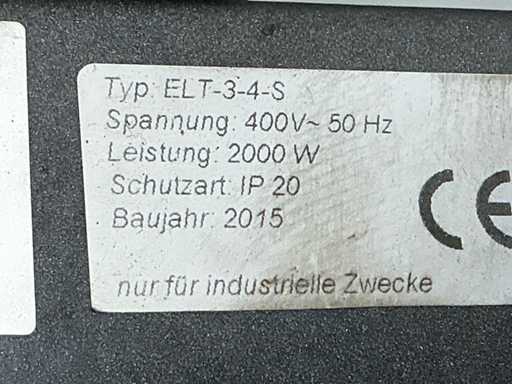 Typ: ELT-3-4-S
Spannung: 400V~ 50 Hz
Leistung: 2000 W
Schutzart: IP 20
Baujahr: 2015
CE
nur für industrielle Zwecke